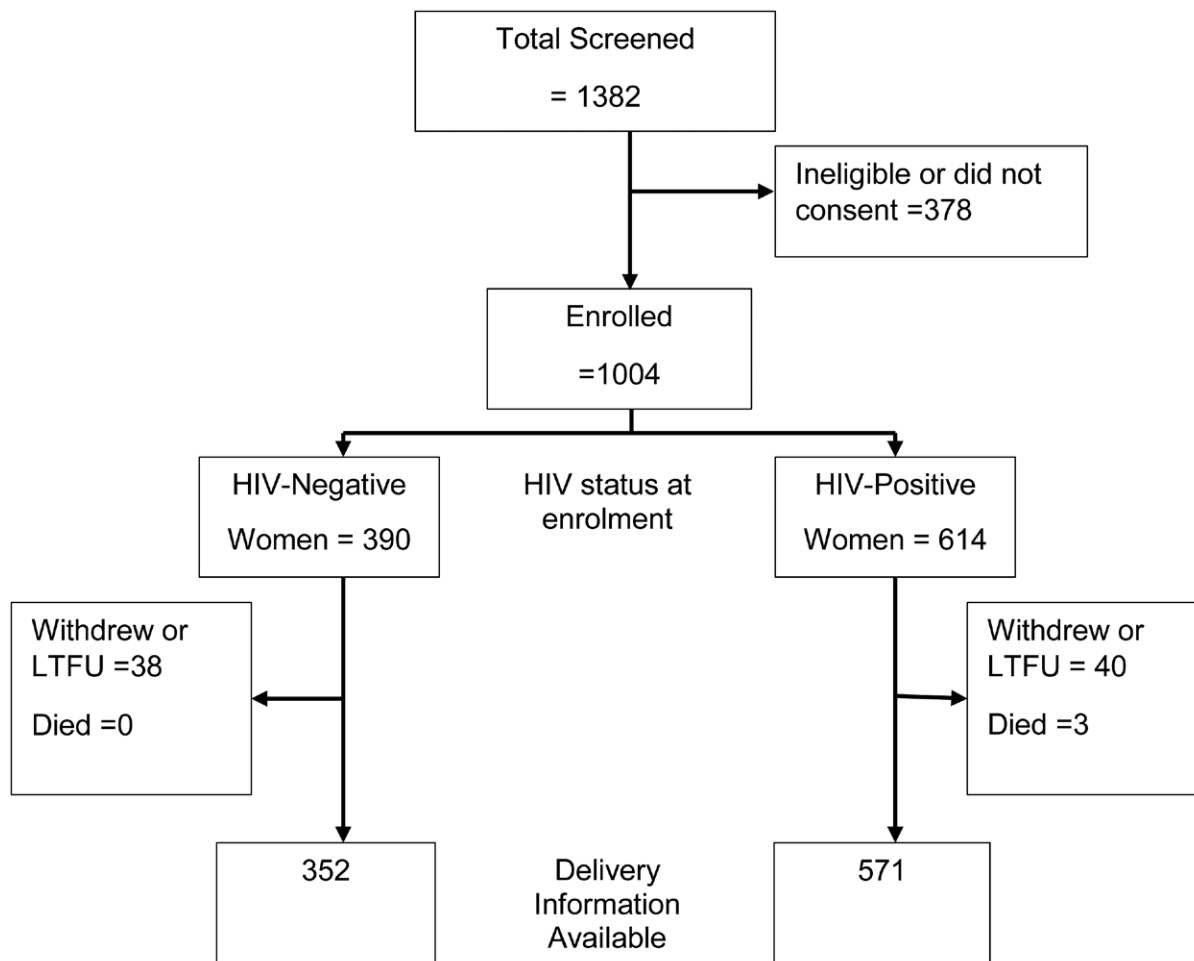 Total Screened
= 1382
Ineligible or did not
consent =378
Enrolled
=1004
HIV-Negative
Women = 390
HIV status at
enrolment
HIV-Positive
Women = 614
Withdrew or
LTFU =38
Died =0
Withdrew or
LTFU = 40
Died =3
352
Delivery
Information
Available
571